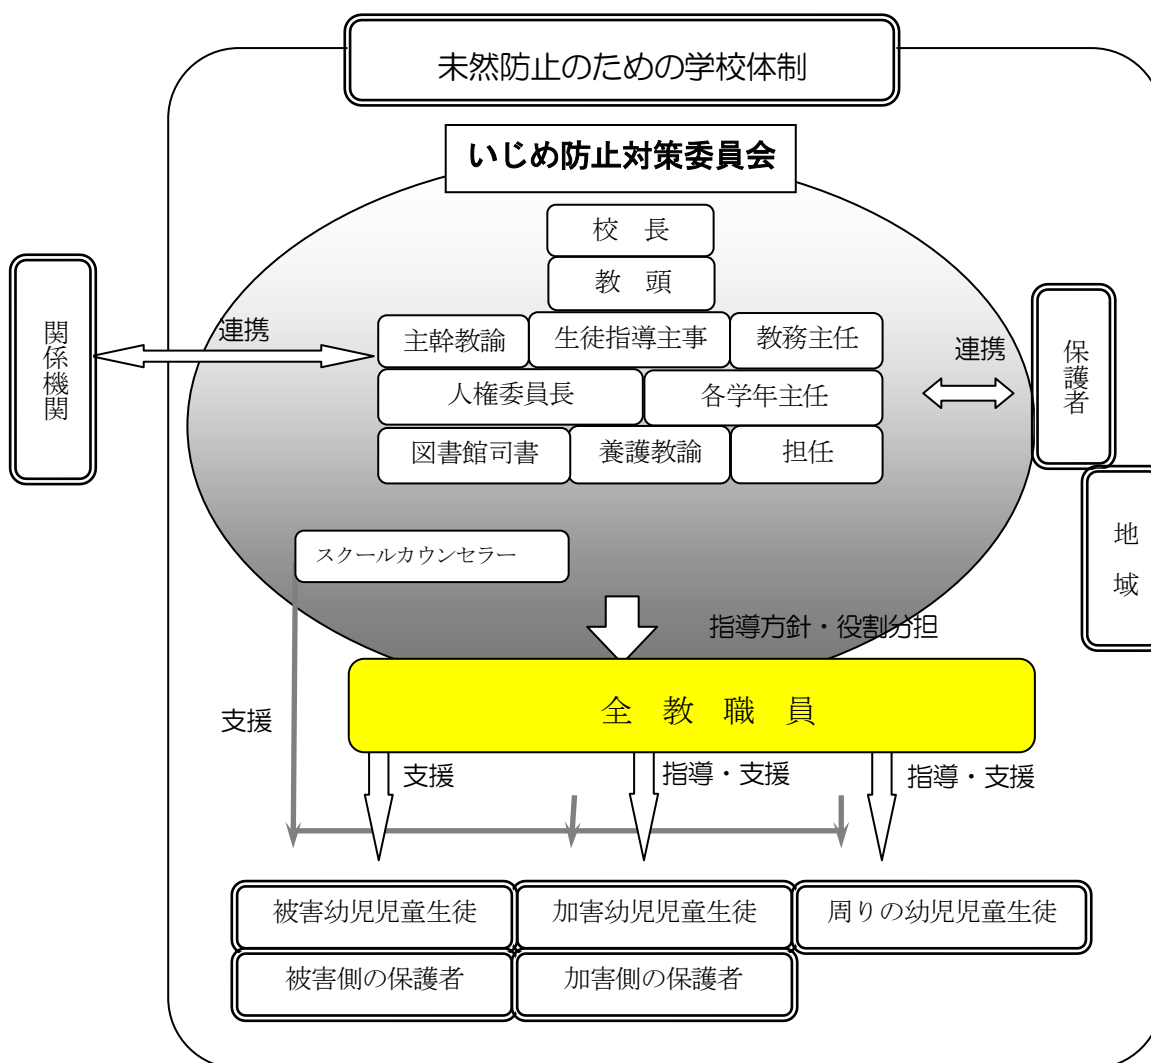 未然防止のための学校体制
いじめ防止対策委員会
校　長
教　頭
主幹教諭
生徒指導主事
教務主任
人権委員長
各学年主任
図書館司書
養護教諭
担任
スクールカウンセラー
関係機関
連携
連携
保護者
地域
指導方針・役割分担
全　教　職　員
支援
支援
指導・支援
指導・支援
被害幼児児童生徒
加害幼児児童生徒
周りの幼児児童生徒
被害側の保護者
加害側の保護者